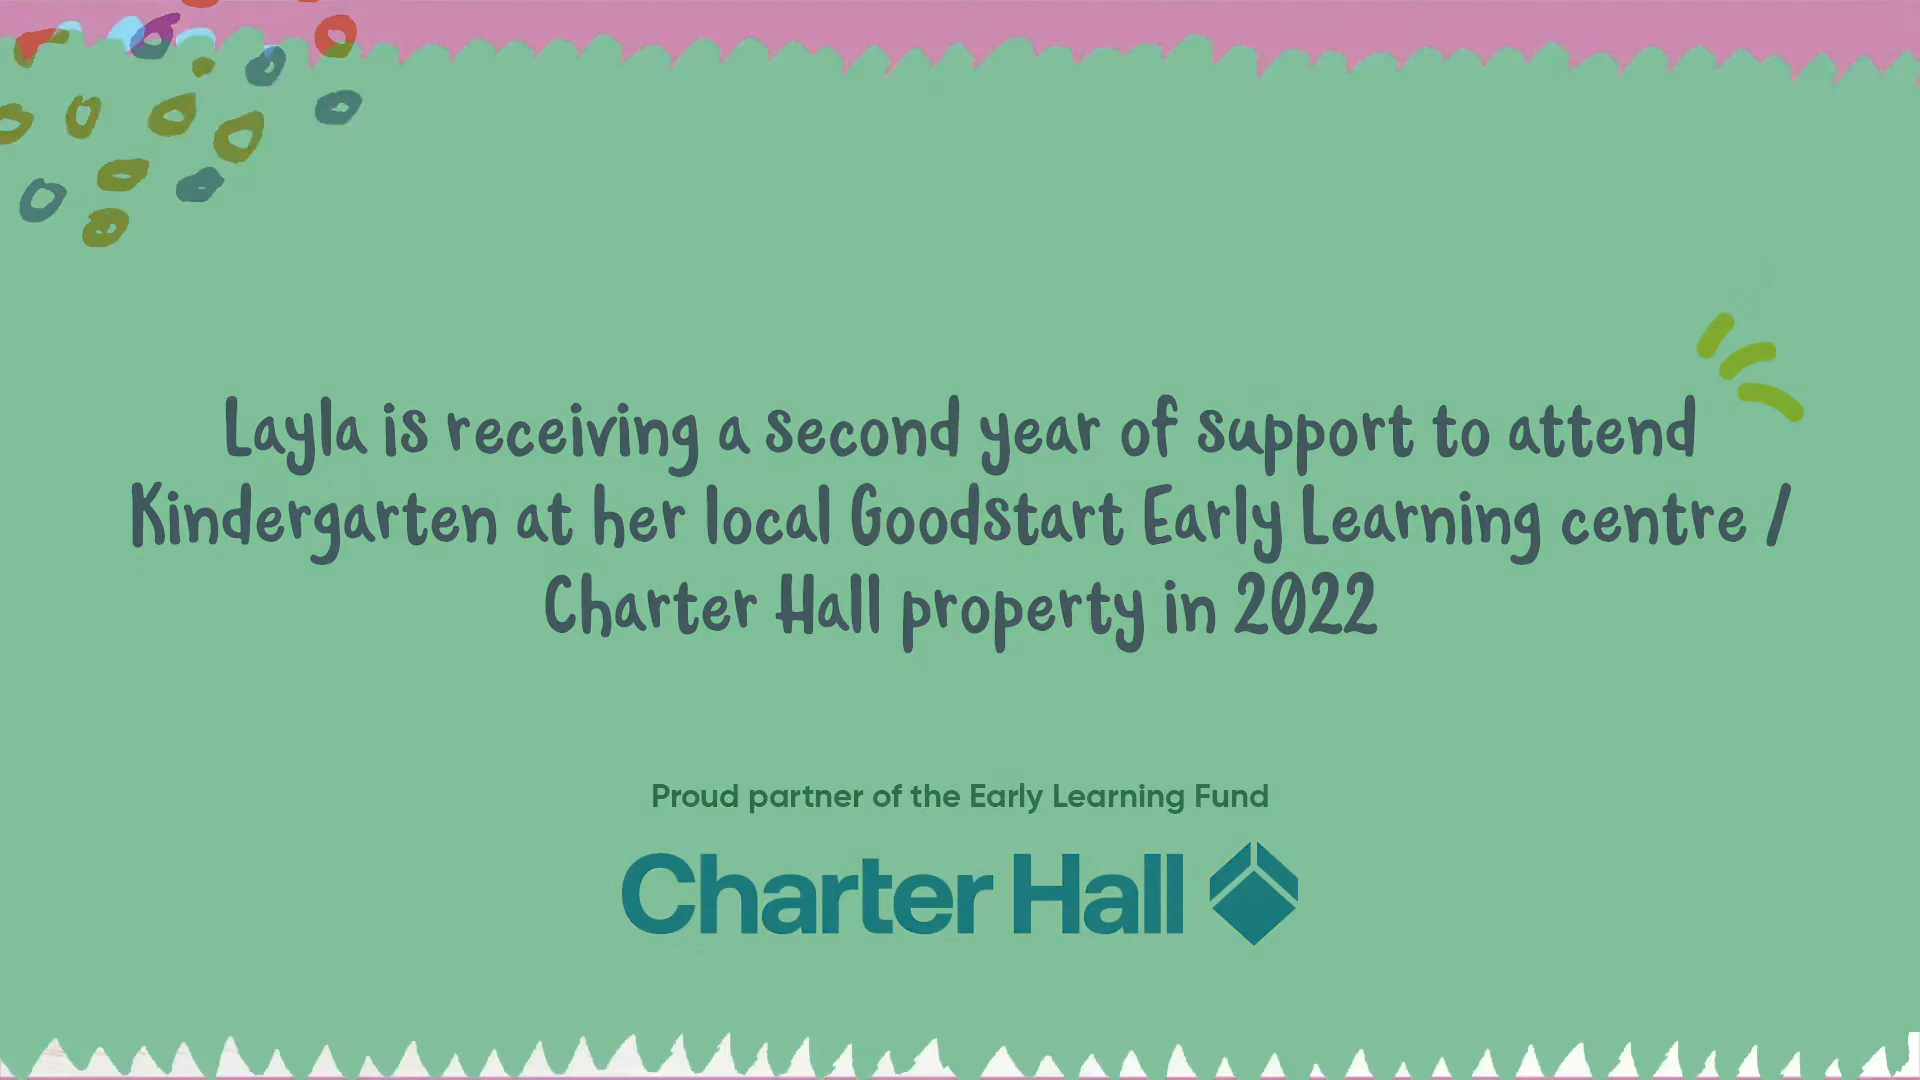 Layla is receiving a second year of support to attend
Kindergarten at her local Goodstart Early Learning centre /
Charter Hall property in 2022
Proud partner of the Early Learning Fund
Charter Hall